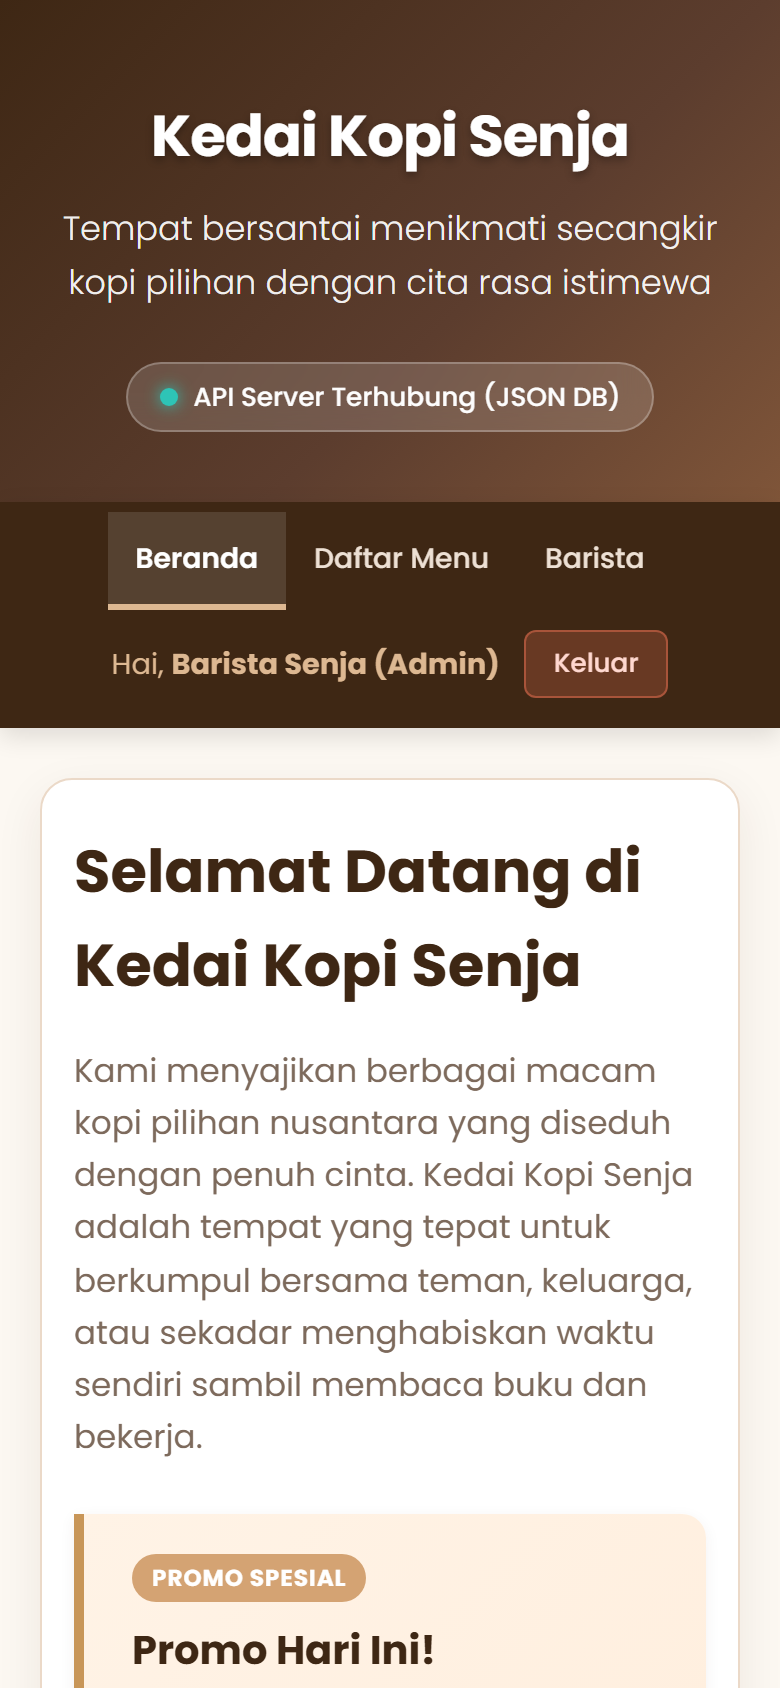 Kedai Kopi Senja
Tempat bersantai menikmati secangkir
kopi pilihan dengan cita rasa istimewa
API Server Terhubung (JSON DB)
Beranda Daftar Menu Barista
Hai, Barista Senja (Admin) Keluar
Selamat Datang di
Kedai Kopi Senja
Kami menyajikan berbagai macam
kopi pilihan nusantara yang diseduh
dengan penuh cinta. Kedai Kopi Senja
adalah tempat yang tepat untuk
berkumpul bersama teman, keluarga,
atau sekadar menghabiskan waktu
sendiri sambil membaca buku dan
bekerja.
PROMO SPESIAL
Promo Hari Ini!